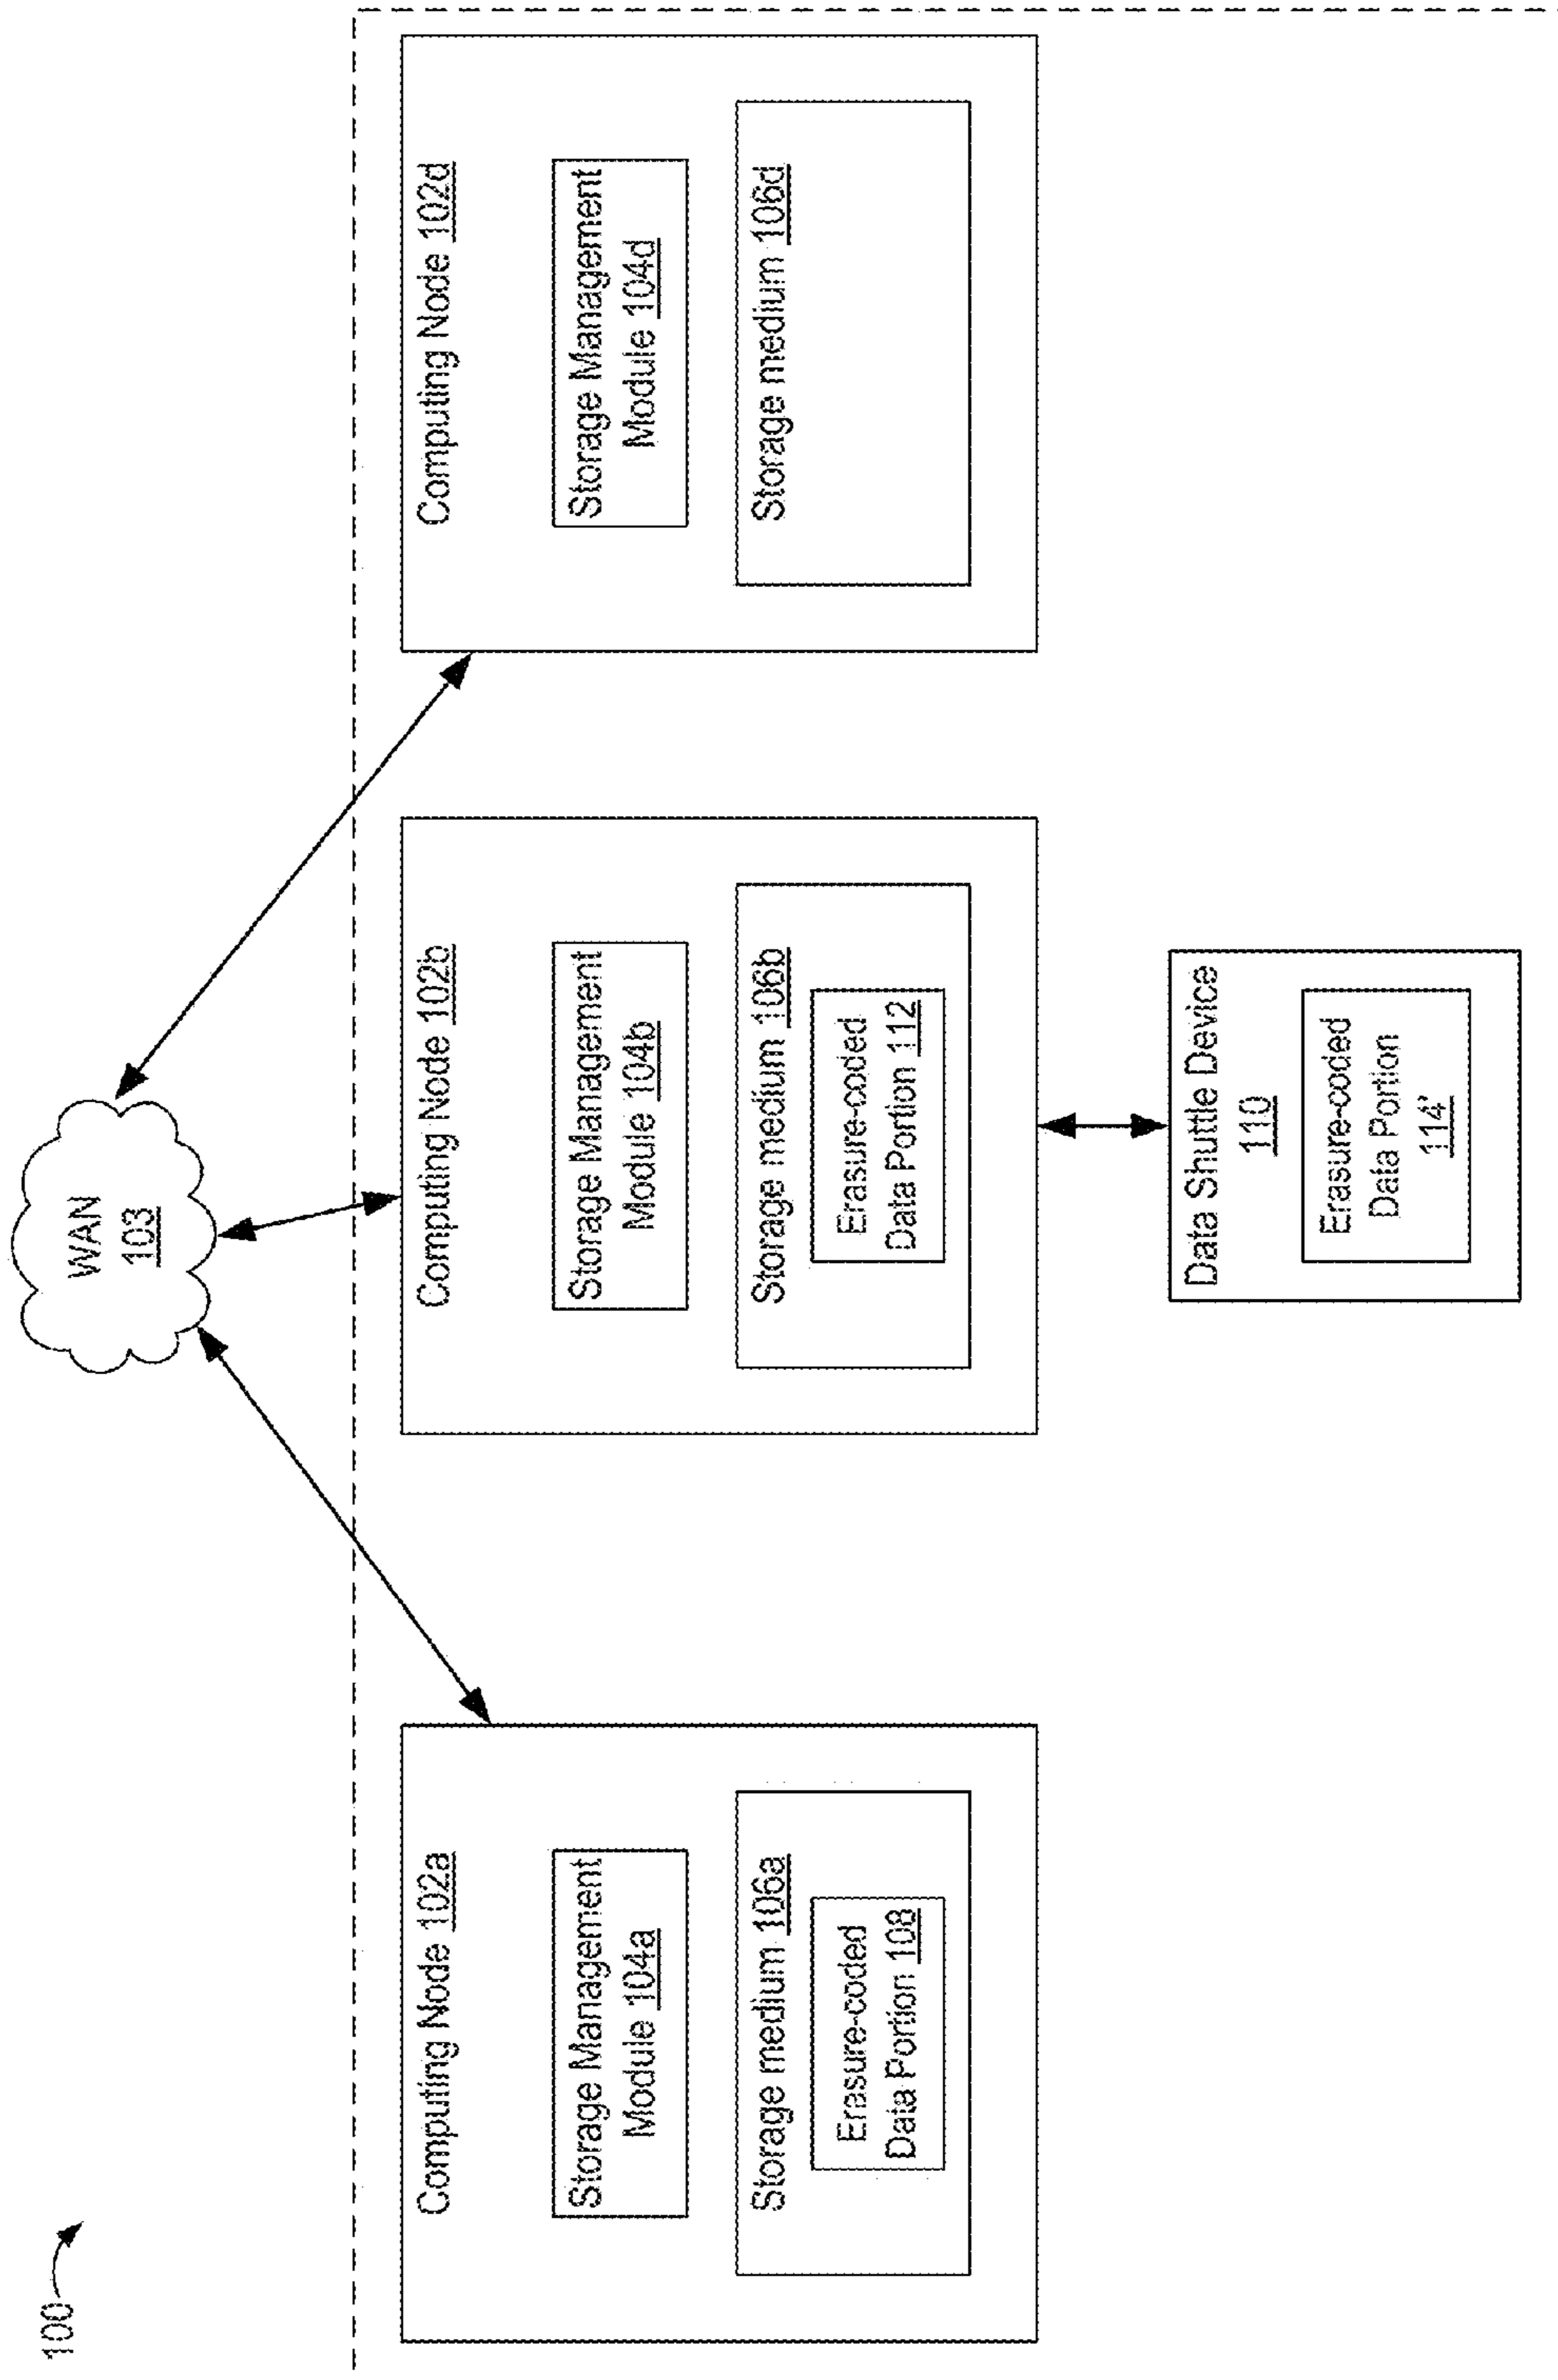 100
WAN
103
Computing Node 102a
Storage Management
Module 104a
Storage medium 106a
Erasure-coded
Data Portion 108
Computing Node 102b
Storage Management
Module 104b
Storage medium 106b
Erasure-coded
Data Portion 112
Computing Node 102d
Storage Management
Module 104d
Storage medium 106d
Data Shuttle Device
110
Erasure-coded
Data Portion
114'